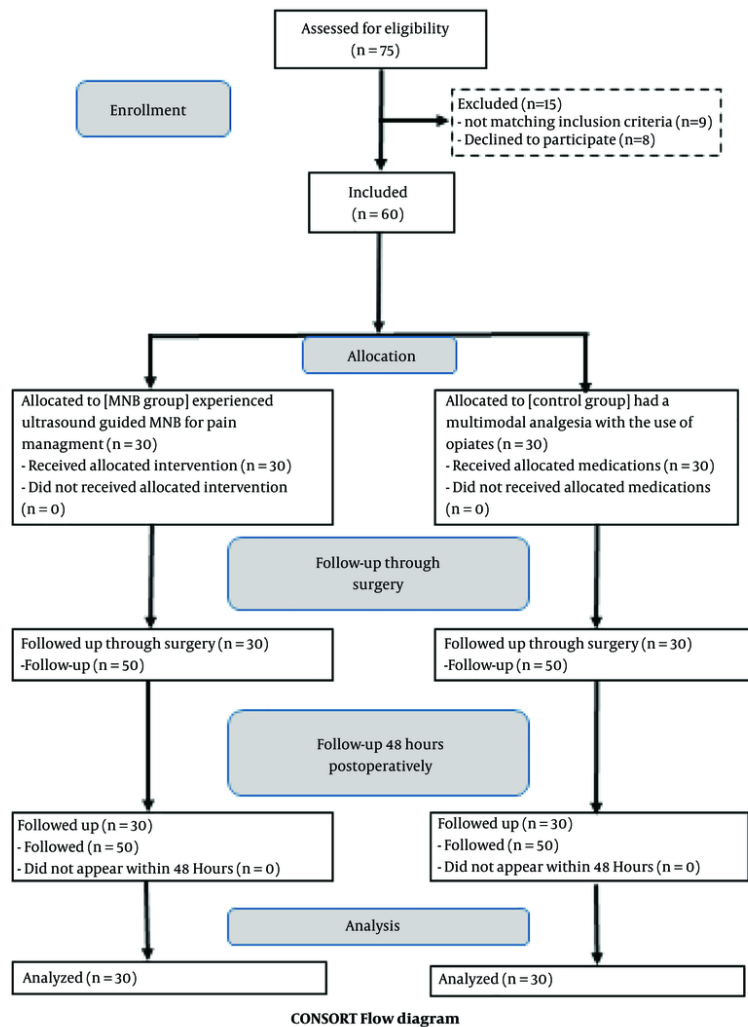 Assessed for eligibility
(n = 75)
Enrollment
Excluded (n=15)
- not matching inclusion criteria (n=9)
- Declined to participate (n=8)
Included
(n = 60)
Allocation
Allocated to [MNB group] experienced
ultrasound guided MNB for pain
managment (n = 30)
- Received allocated intervention (n = 30)
- Did not received allocated intervention
(n = 0)
Allocated to [control group] had a
multimodal analgesia with the use of
opiates (n = 30)
- Received allocated medications (n = 30)
- Did not received allocated medications
(n = 0)
Follow-up through
surgery
Followed up through surgery (n = 30)
-Follow-up (n = 50)
Followed up through surgery (n = 30)
-Follow-up (n = 50)
Follow-up 48 hours
postoperatively
Followed up (n = 30)
- Followed (n = 50)
- Did not appear within 48 Hours (n = 0)
Followed up (n = 30)
- Followed (n = 50)
- Did not appear within 48 Hours (n = 0)
Analysis
Analyzed (n = 30)
Analyzed (n = 30)
CONSORT Flow diagram